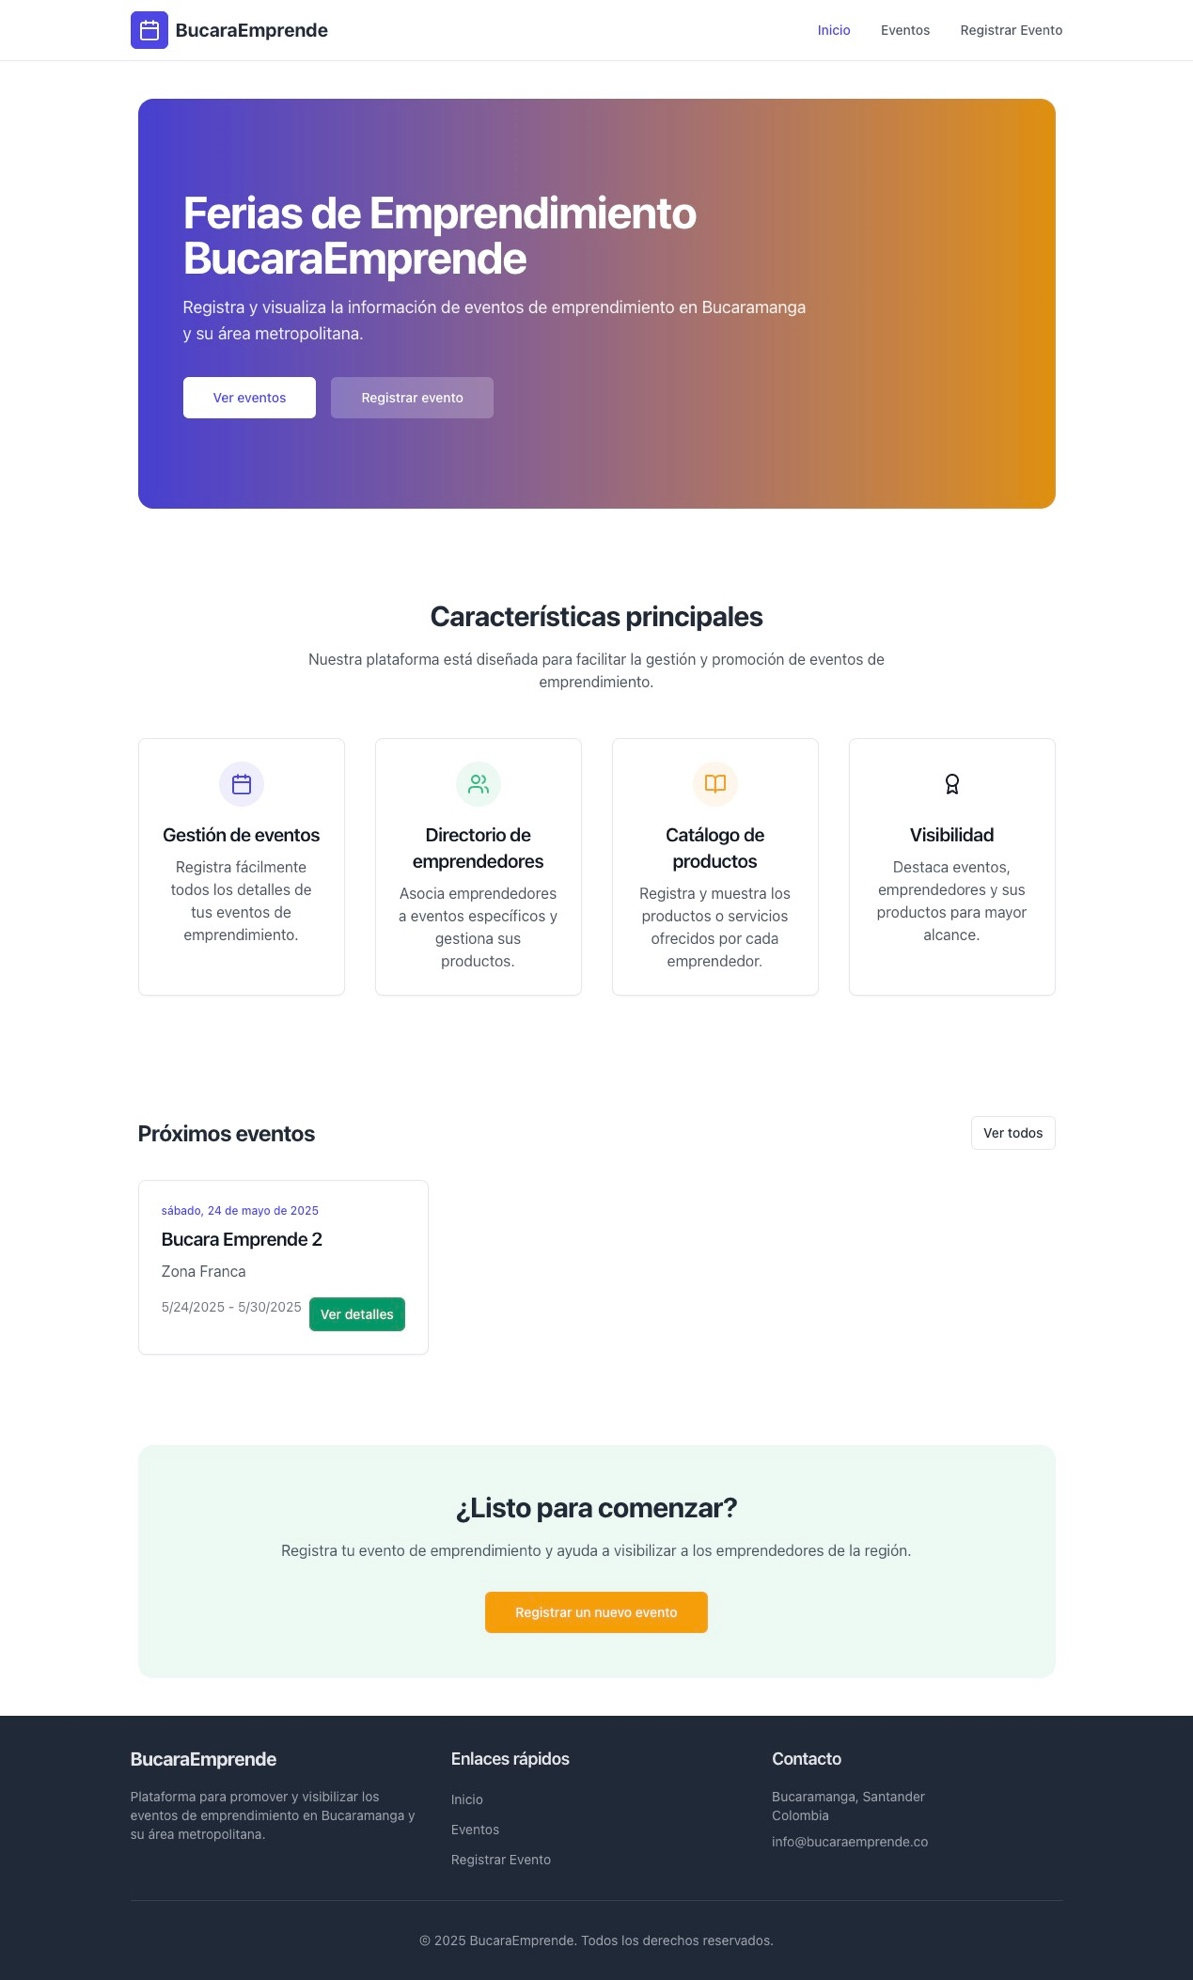 BucaraEmprende
Inicio
Eventos
Registrar Evento
Ferias de Emprendimiento
BucaraEmprende
Registra y visualiza la información de eventos de emprendimiento en Bucaramanga
y su área metropolitana.
Ver eventos
Registrar evento
Características principales
Nuestra plataforma está diseñada para facilitar la gestión y promoción de eventos de
emprendimiento.
Gestión de eventos
Registra fácilmente
todos los detalles de
tus eventos de
emprendimiento.
Directorio de
emprendedores
Asocia emprendedores
a eventos específicos y
gestiona sus
productos.
Catálogo de
productos
Registra y muestra los
productos o servicios
ofrecidos por cada
emprendedor.
Visibilidad
Destaca eventos,
emprendedores y sus
productos para mayor
alcance.
Próximos eventos
Ver todos
sábado, 24 de mayo de 2025
Bucara Emprende 2
Zona Franca
5/24/2025 - 5/30/2025
Ver detalles
¿Listo para comenzar?
Registra tu evento de emprendimiento y ayuda a visibilizar a los emprendedores de la región.
Registrar un nuevo evento
BucaraEmprende
Plataforma para promover y visibilizar los
eventos de emprendimiento en Bucaramanga y
su área metropolitana.
Enlaces rápidos
Inicio
Eventos
Registrar Evento
Contacto
Bucaramanga, Santander
Colombia
info@bucaraemprende.co
© 2025 BucaraEmprende. Todos los derechos reservados.